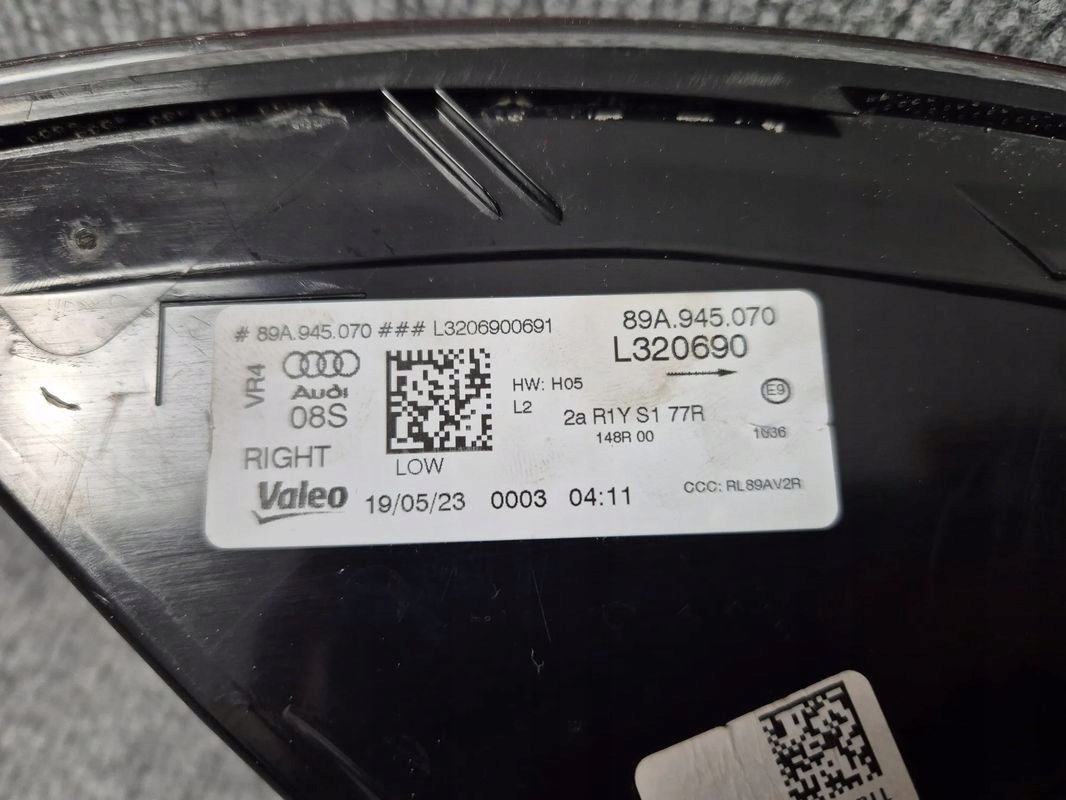 # 89A.945.070 ### L3206900691
89A.945.070
L320690
VR4
Audi
08S
HW: H05
L2
2a R1Y S1 77R
148R 00
E9
1036
RIGHT
LOW
Valeo
19/05/23 0003 04:11
CCC: RL89AV2R